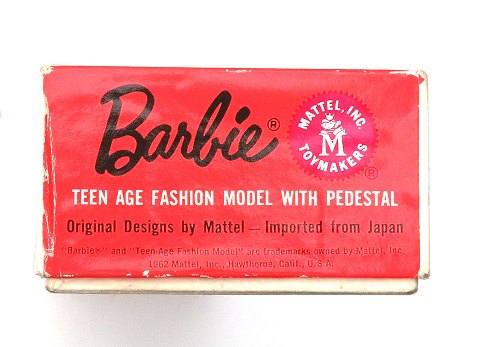 Barbie®
MATTEL, INC.
M
TOYMAKERS
®
TEEN AGE FASHION MODEL WITH PEDESTAL
Original Designs by Mattel — Imported from Japan
"Barbie®" and "Teen-Age Fashion Model" are trademarks owned by Mattel, Inc.
©1962 Mattel, Inc., Hawthorne, Calif., U.S.A.